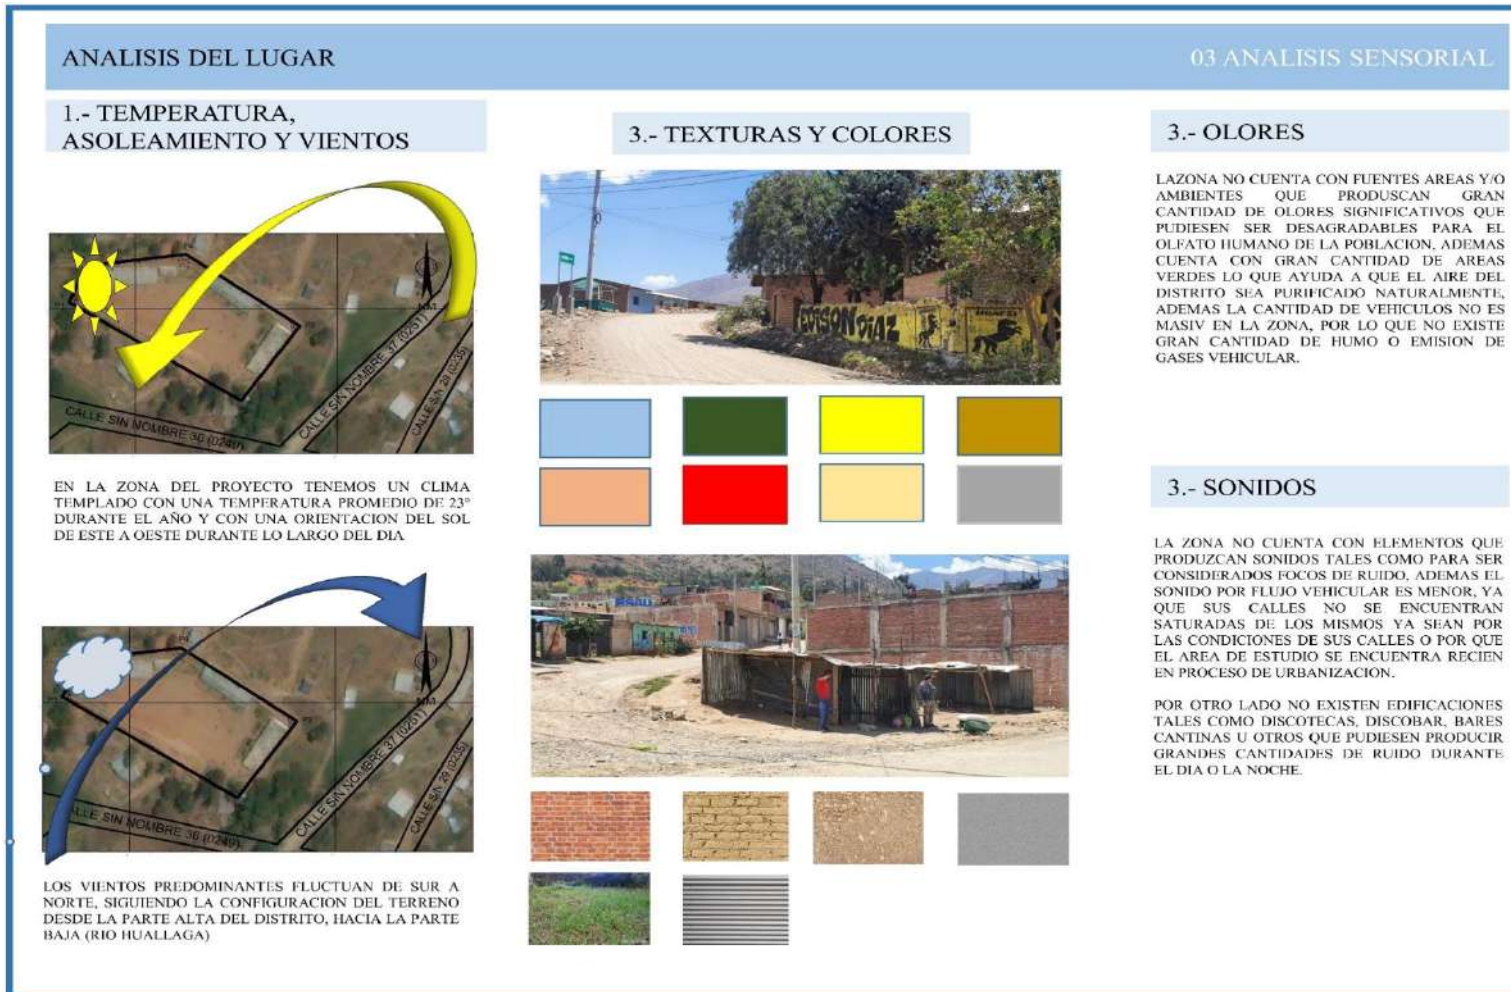 ANALISIS DEL LUGAR
03 ANALISIS SENSORIAL
1.- TEMPERATURA,
ASOLEAMIENTO Y VIENTOS
NM
CALLE SIN NOMBRE 36 (0249)
CALLE SIN NOMBRE 37 (0251)
CALLE S/N 29 (0235)
EN LA ZONA DEL PROYECTO TENEMOS UN CLIMA
TEMPLADO CON UNA TEMPERATURA PROMEDIO DE 23°
DURANTE EL AÑO Y CON UNA ORIENTACION DEL SOL
DE ESTE A OESTE DURANTE LO LARGO DEL DIA
NM
CALLE SIN NOMBRE 36 (0249)
CALLE SIN NOMBRE 37 (0251)
CALLE S/N 29 (0235)
LOS VIENTOS PREDOMINANTES FLUCTUAN DE SUR A
NORTE, SIGUIENDO LA CONFIGURACION DEL TERRENO
DESDE LA PARTE ALTA DEL DISTRITO, HACIA LA PARTE
BAJA (RIO HUALLAGA)
3.- TEXTURAS Y COLORES
EDISON DIAZ
3.- OLORES
LAZONA NO CUENTA CON FUENTES AREAS Y/O
AMBIENTES QUE PRODUSCAN GRAN
CANTIDAD DE OLORES SIGNIFICATIVOS QUE
PUDIESEN SER DESAGRADABLES PARA EL
OLFATO HUMANO DE LA POBLACION, ADEMAS
CUENTA CON GRAN CANTIDAD DE AREAS
VERDES LO QUE AYUDA A QUE EL AIRE DEL
DISTRITO SEA PURIFICADO NATURALMENTE,
ADEMAS LA CANTIDAD DE VEHICULOS NO ES
MASIV EN LA ZONA, POR LO QUE NO EXISTE
GRAN CANTIDAD DE HUMO O EMISION DE
GASES VEHICULAR.
3.- SONIDOS
LA ZONA NO CUENTA CON ELEMENTOS QUE
PRODUZCAN SONIDOS TALES COMO PARA SER
CONSIDERADOS FOCOS DE RUIDO, ADEMAS EL
SONIDO POR FLUJO VEHICULAR ES MENOR, YA
QUE SUS CALLES NO SE ENCUENTRAN
SATURADAS DE LOS MISMOS YA SEAN POR
LAS CONDICIONES DE SUS CALLES O POR QUE
EL AREA DE ESTUDIO SE ENCUENTRA RECIEN
EN PROCESO DE URBANIZACION.
POR OTRO LADO NO EXISTEN EDIFICACIONES
TALES COMO DISCOTECAS, DISCOBAR, BARES
CANTINAS U OTROS QUE PUDIESEN PRODUCIR
GRANDES CANTIDADES DE RUIDO DURANTE
EL DIA O LA NOCHE.